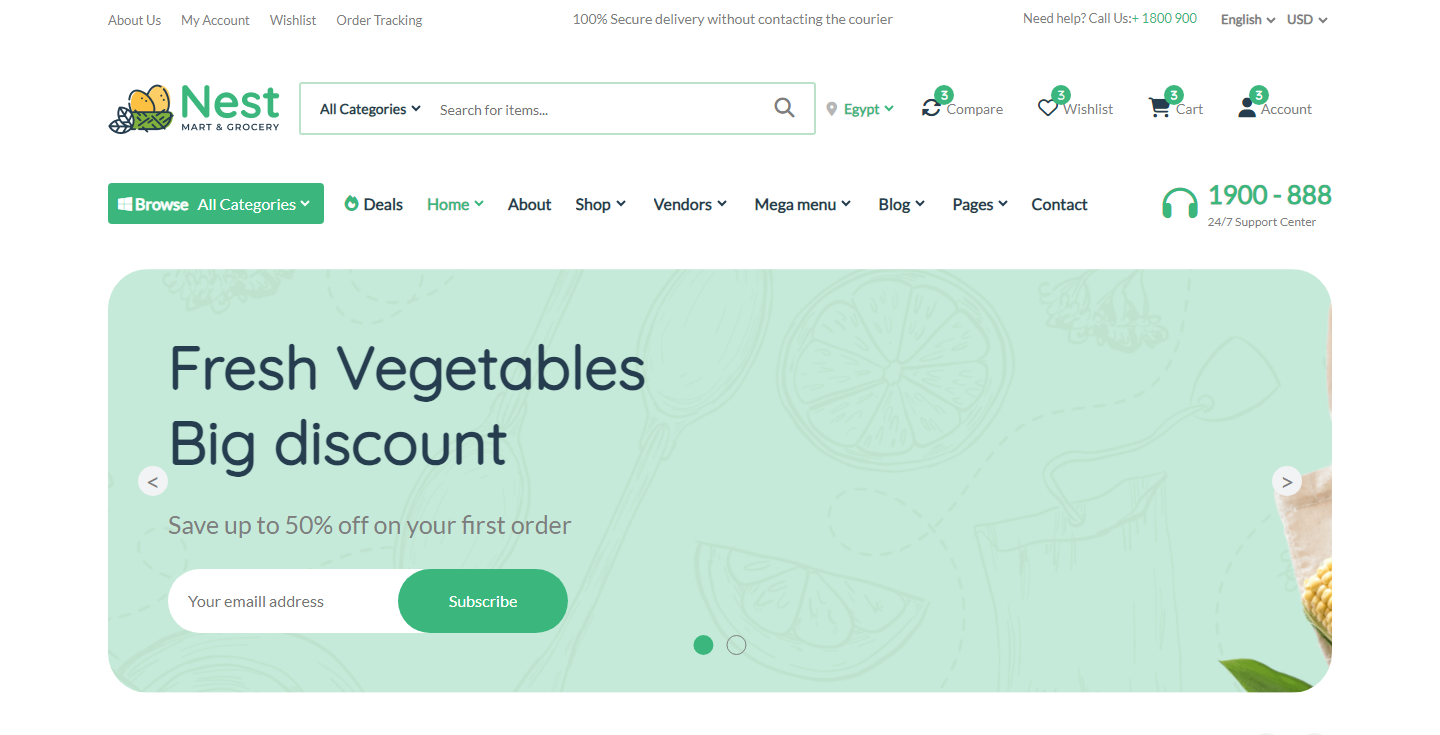 About Us My Account Wishlist Order Tracking 100% Secure delivery without contacting the courier Need help? Call Us:+ 1800 900 English USD
Nest
MART & GROCERY
All Categories Search for items... Egypt 3 Compare 3 Wishlist 3 Cart 3 Account
Browse All Categories Deals Home About Shop Vendors Mega menu Blog Pages Contact 1900 - 888
24/7 Support Center
Fresh Vegetables
Big discount
< >
Save up to 50% off on your first order
Your emaill address Subscribe